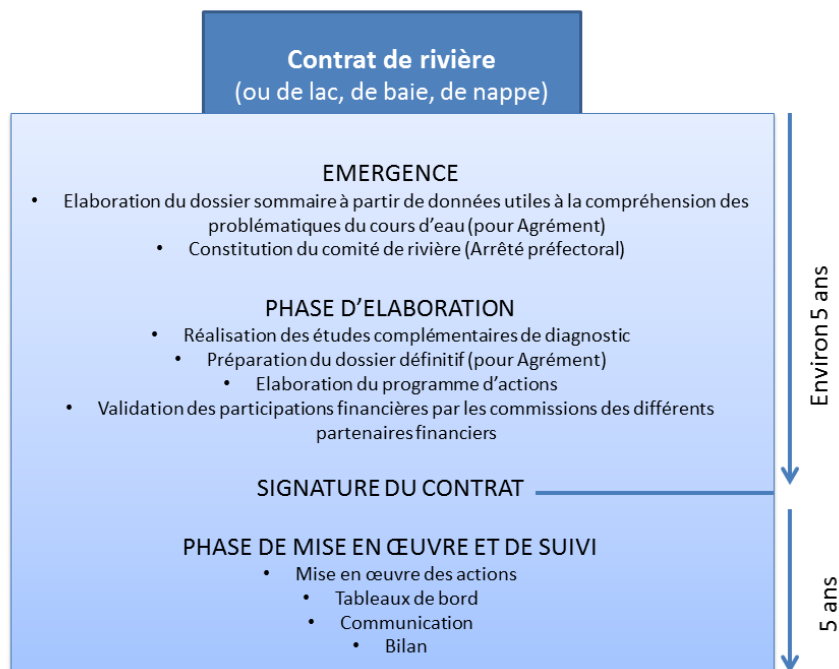 Contrat de rivière
(ou de lac, de baie, de nappe)
EMERGENCE
• Elaboration du dossier sommaire à partir de données utiles à la compréhension des
problématiques du cours d'eau (pour Agrément)
• Constitution du comité de rivière (Arrêté préfectoral)
PHASE D'ELABORATION
• Réalisation des études complémentaires de diagnostic
• Préparation du dossier définitif (pour Agrément)
• Elaboration du programme d'actions
• Validation des participations financières par les commissions des différents
partenaires financiers
SIGNATURE DU CONTRAT
PHASE DE MISE EN ŒUVRE ET DE SUIVI
• Mise en œuvre des actions
• Tableaux de bord
• Communication
• Bilan
Environ 5 ans
5 ans